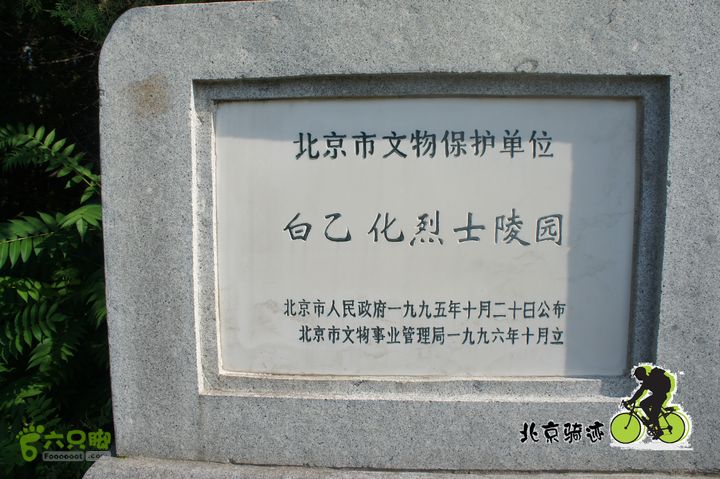 北京市文物保护单位
白乙化烈士陵园
北京市人民政府一九九五年十月二十日公布
北京市文物事业管理局一九九六年十月立
北京骑迹
六只脚
Foooooot.com